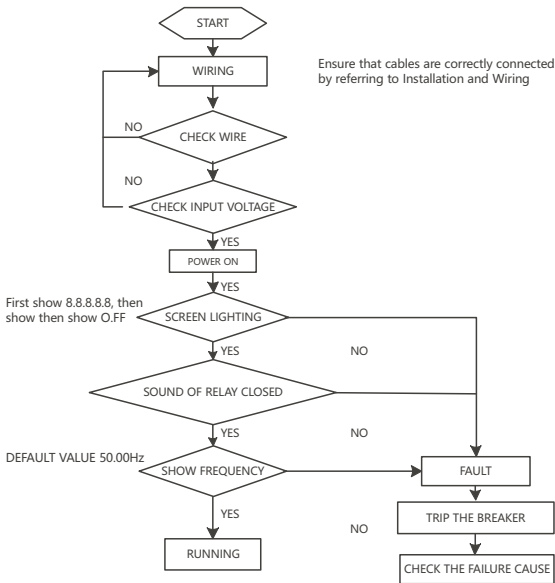 START
WIRING
Ensure that cables are correctly connected
by referring to Installation and Wiring
NO
CHECK WIRE
NO
CHECK INPUT VOLTAGE
YES
POWER ON
YES
First show 8.8.8.8.8, then
show then show O.FF
SCREEN LIGHTING
YES
NO
SOUND OF RELAY CLOSED
YES
NO
DEFAULT VALUE 50.00Hz
SHOW FREQUENCY
FAULT
YES
NO
TRIP THE BREAKER
RUNNING
CHECK THE FAILURE CAUSE